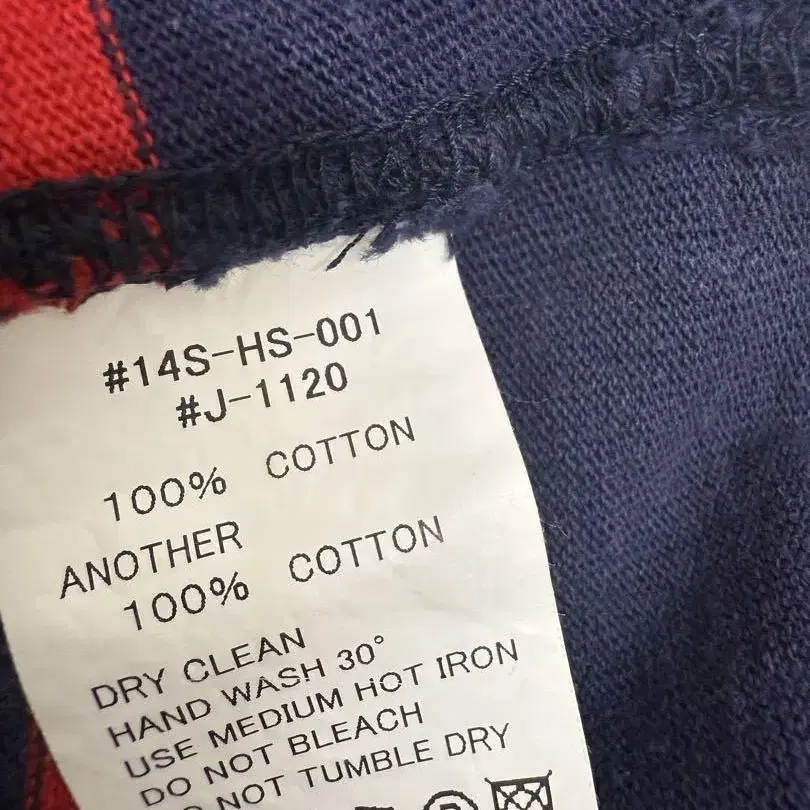 #14S-HS-001
#J-1120
100% COTTON
ANOTHER
100% COTTON
DRY CLEAN
HAND WASH 30°
USE MEDIUM HOT IRON
DO NOT BLEACH
NOT TUMBLE DRY